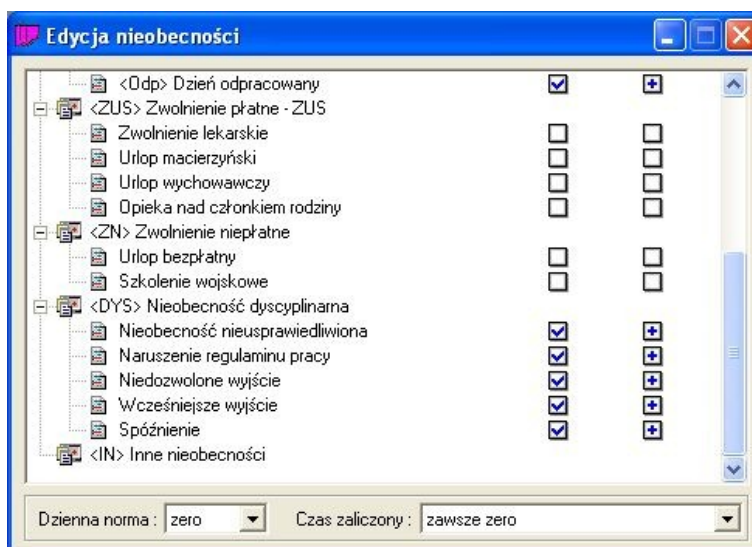 Edycja nieobecności
<Odp> Dzień odpracowany
<ZUS> Zwolnienie płatne - ZUS
Zwolnienie lekarskie
Urlop macierzyński
Urlop wychowawczy
Opieka nad członkiem rodziny
<ZN> Zwolnienie niepłatne
Urlop bezpłatny
Szkolenie wojskowe
<DYS> Nieobecność dyscyplinarna
Nieobecność nieusprawiedliwiona
Naruszenie regulaminu pracy
Niedozwolone wyjście
Wcześniejsze wyjście
Spóźnienie
<IN> Inne nieobecności
Dzienna norma : zero Czas zaliczony : zawsze zero